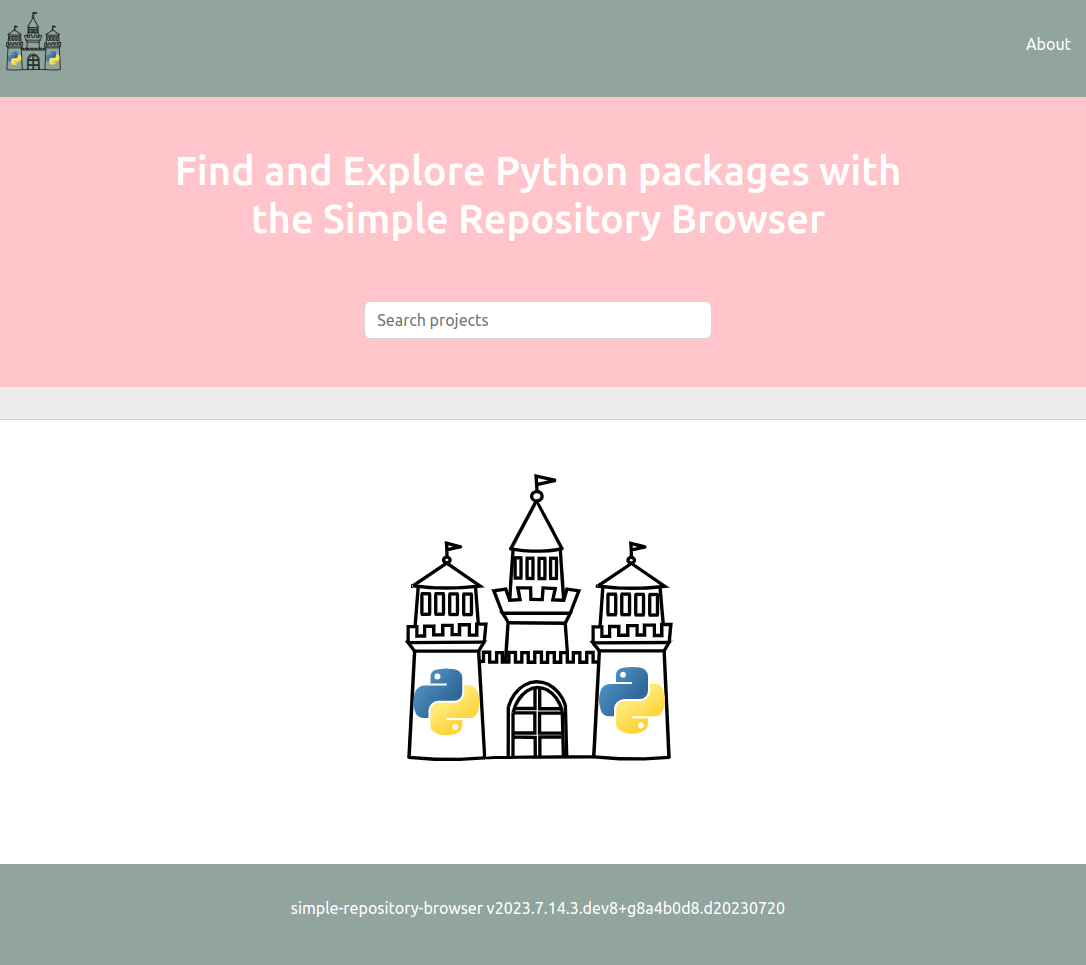 About
Find and Explore Python packages with
the Simple Repository Browser
Search projects
simple-repository-browser v2023.7.14.3.dev8+g8a4b0d8.d20230720